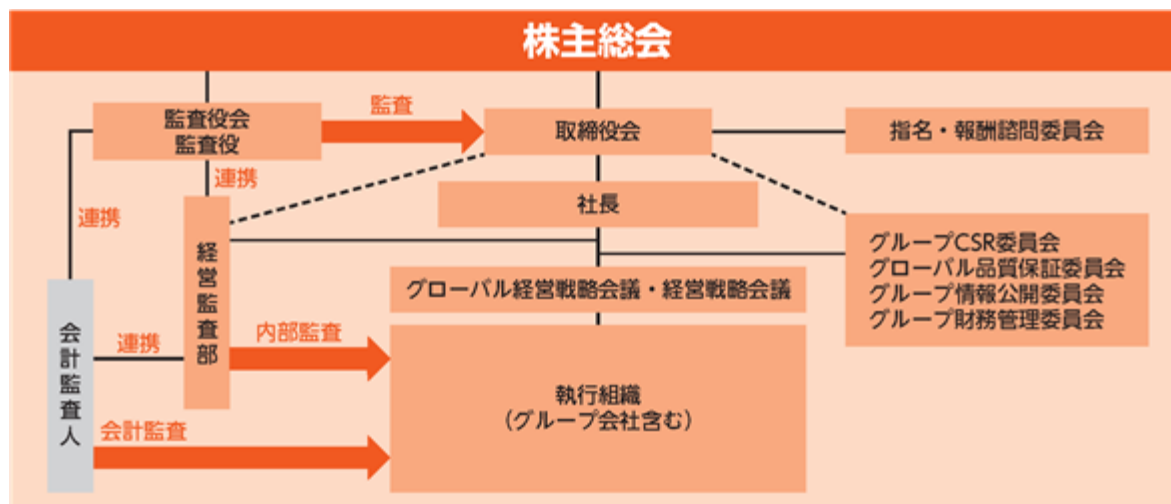 株主総会
監査役会
監査役
監査
取締役会
指名・報酬諮問委員会
連携
連携
社長
経営監査部
グループCSR委員会
グローバル品質保証委員会
グループ情報公開委員会
グループ財務管理委員会
グローバル経営戦略会議・経営戦略会議
会計監査人
連携
内部監査
執行組織
(グループ会社含む)
会計監査